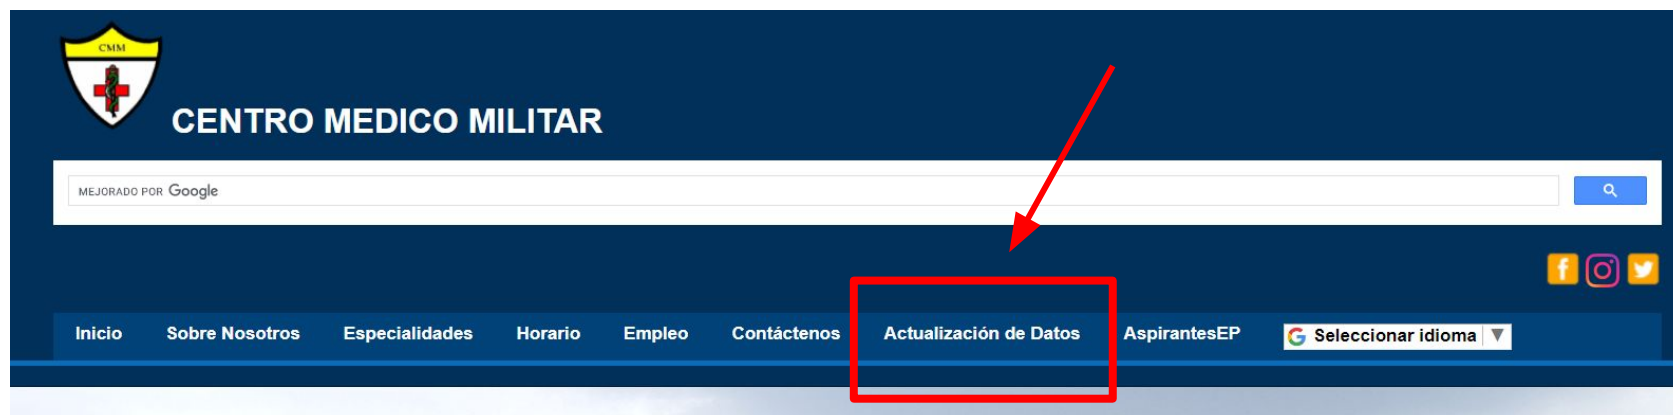 CMM
CENTRO MEDICO MILITAR
MEJORADO POR Google
Inicio Sobre Nosotros Especialidades Horario Empleo Contáctenos Actualización de Datos AspirantesEP G Seleccionar idioma ▼